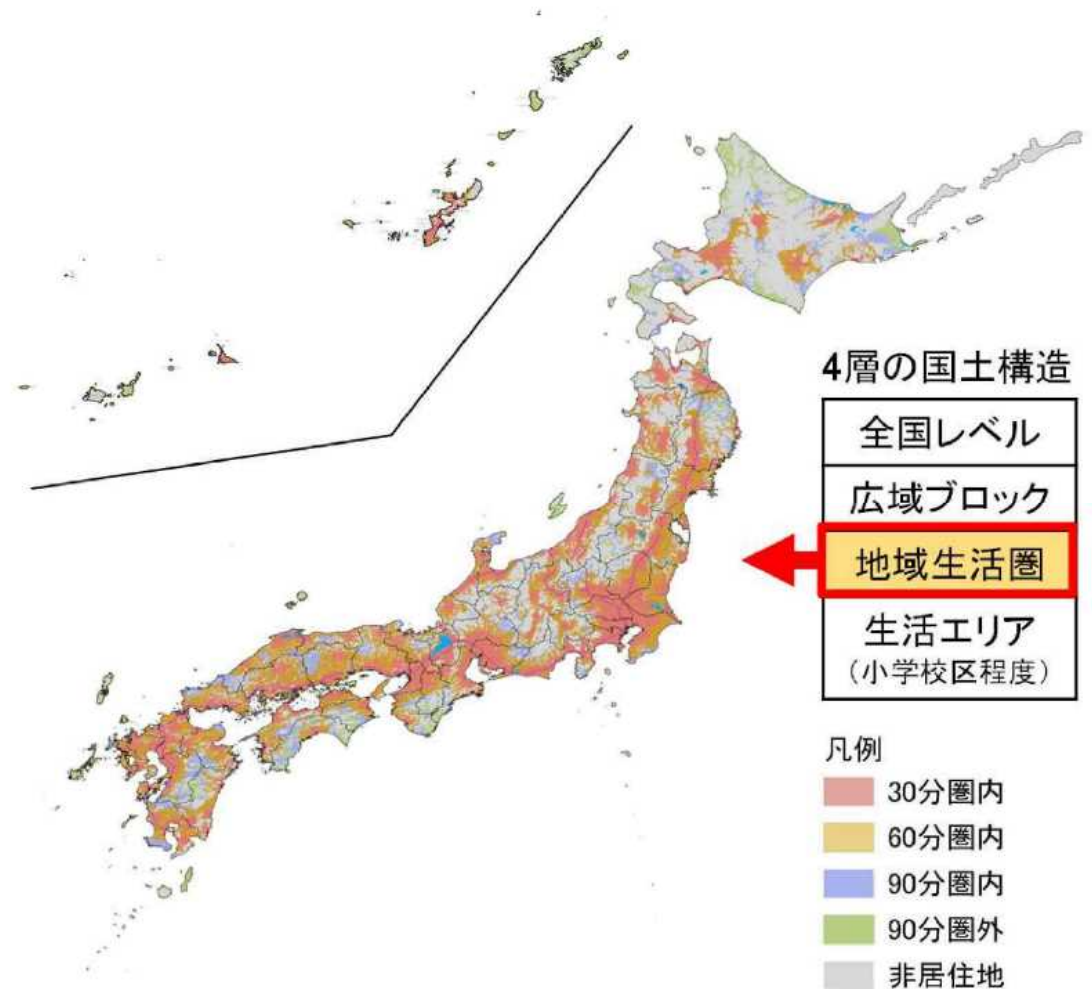 4層の国土構造
全国レベル
広域ブロック
地域生活圏
生活エリア
（小学校区程度）
凡例
30分圏内
60分圏内
90分圏内
90分圏外
非居住地